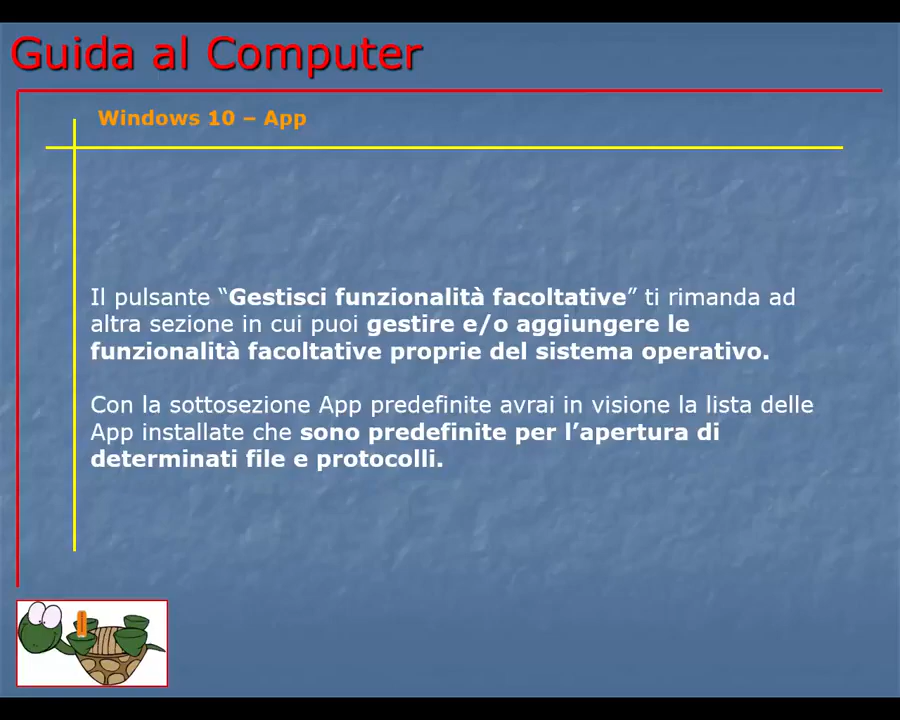 Guida al Computer
Windows 10 – App
Il pulsante “Gestisci funzionalità facoltative” ti rimanda ad
altra sezione in cui puoi gestire e/o aggiungere le
funzionalità facoltative proprie del sistema operativo.
Con la sottosezione App predefinite avrai in visione la lista delle
App installate che sono predefinite per l’apertura di
determinati file e protocolli.